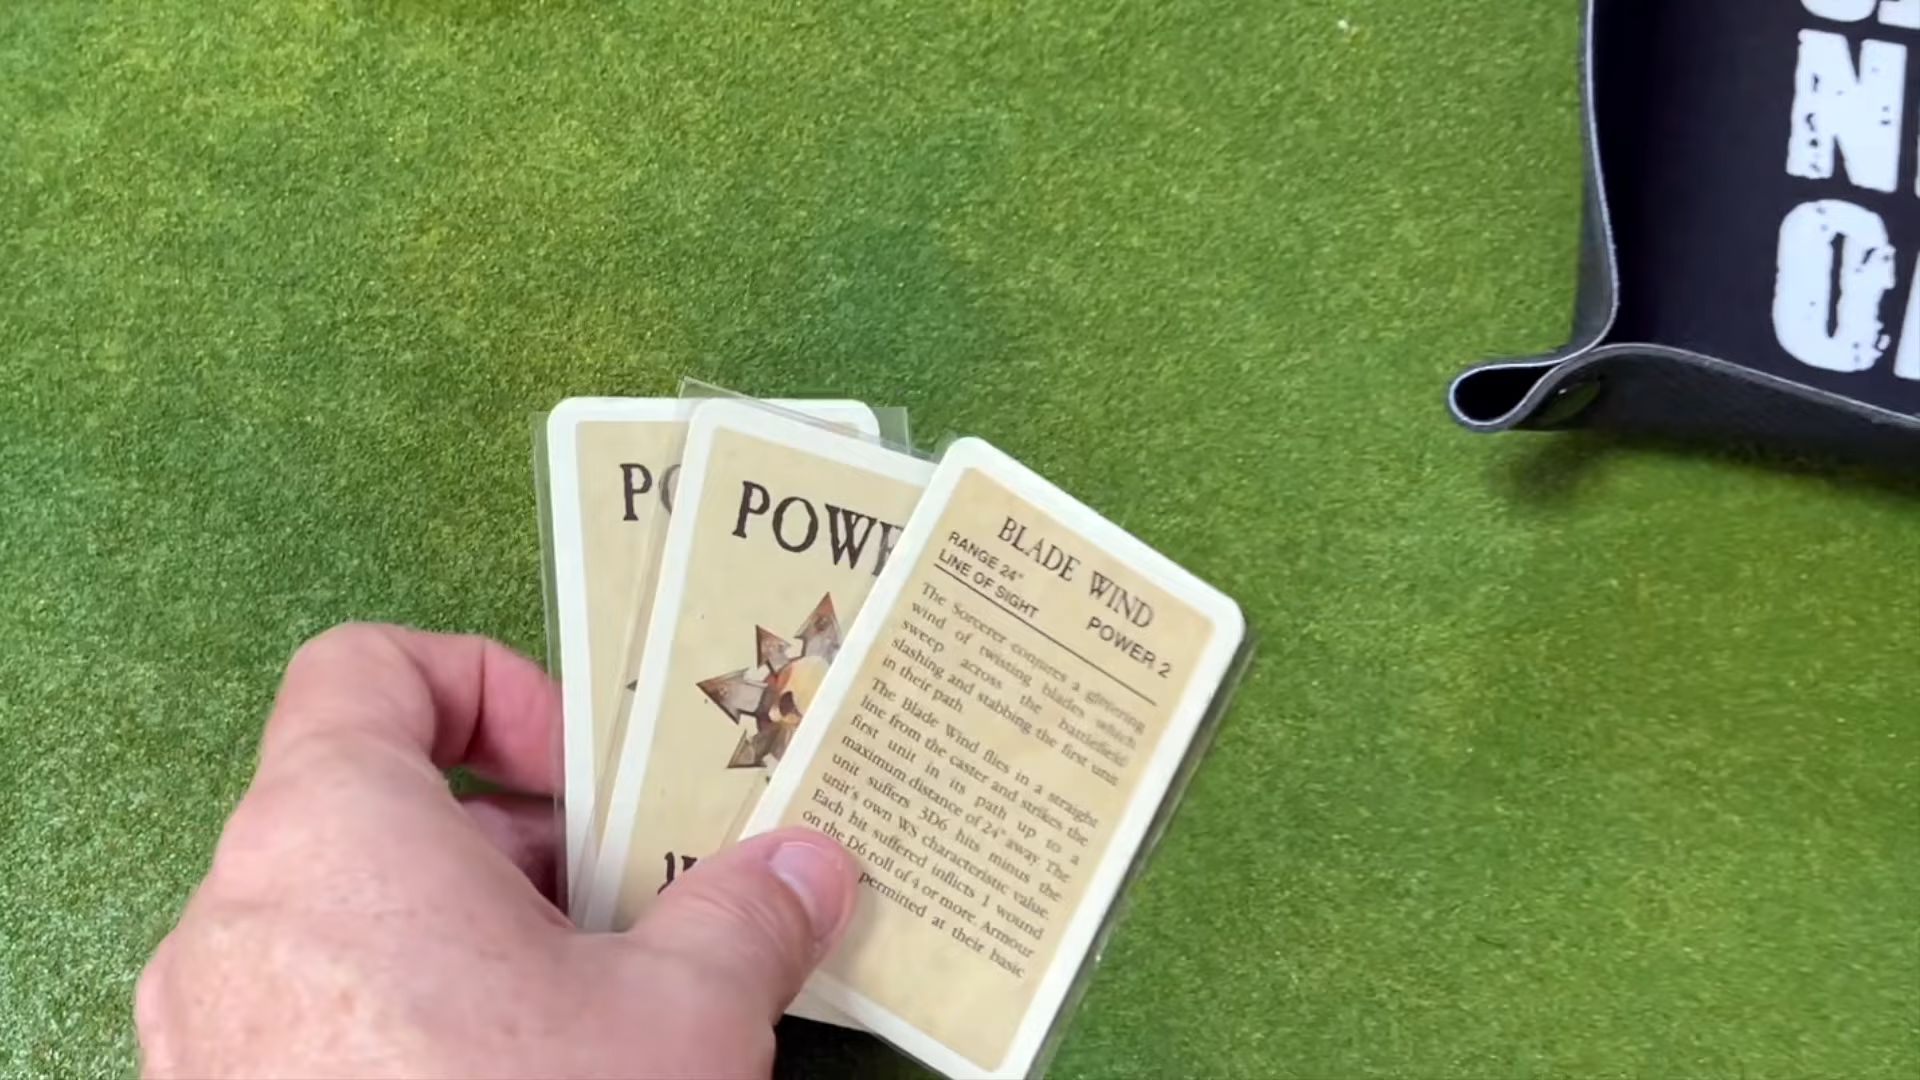 PO
POWE
BLADE WIND
RANGE 24"
LINE OF SIGHT
POWER 2
The Sorcerer conjures a glittering
wind of twisting blades which
sweep across the battlefield
slashing and stabbing the first unit
in their path.
The Blade Wind flies in a straight
line from the caster and strikes the
first unit in its path up to a
maximum distance of 24" away. The
unit suffers 3D6 hits minus the
unit's own WS characteristic value.
Each hit suffered inflicts 1 wound
on the D6 roll of 4 or more. Armour
permitted at their basic
N
O